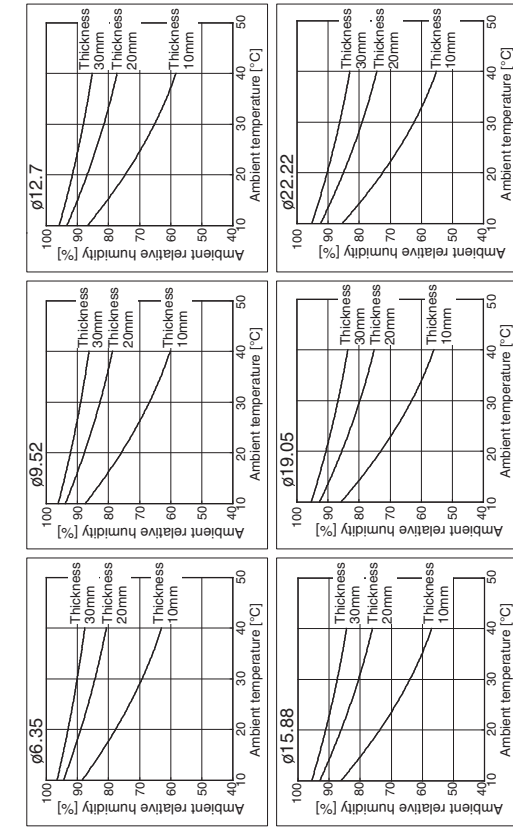 ø6.35
100
90
80
70
60
40
Ambient relative humidity [%]
Thickness
30mm
Thickness
20mm
Thickness
10mm
10
20
30
40
50
Ambient temperature [°C]
ø9.52
100
90
80
70
60
40
Ambient relative humidity [%]
Thickness
30mm
Thickness
20mm
Thickness
10mm
10
20
30
40
50
Ambient temperature [°C]
ø12.7
100
90
80
70
60
40
Ambient relative humidity [%]
Thickness
30mm
Thickness
20mm
Thickness
10mm
10
20
30
40
50
Ambient temperature [°C]
ø15.88
100
90
80
70
60
50
40
Ambient relative humidity [%]
Thickness
30mm
Thickness
20mm
Thickness
10mm
10
20
30
40
50
Ambient temperature [°C]
ø19.05
100
90
80
70
60
50
40
Ambient relative humidity [%]
Thickness
30mm
Thickness
20mm
Thickness
10mm
10
20
30
40
50
Ambient temperature [°C]
ø22.22
100
90
80
70
60
50
40
Ambient relative humidity [%]
Thickness
30mm
Thickness
20mm
Thickness
10mm
10
20
30
40
50
Ambient temperature [°C]